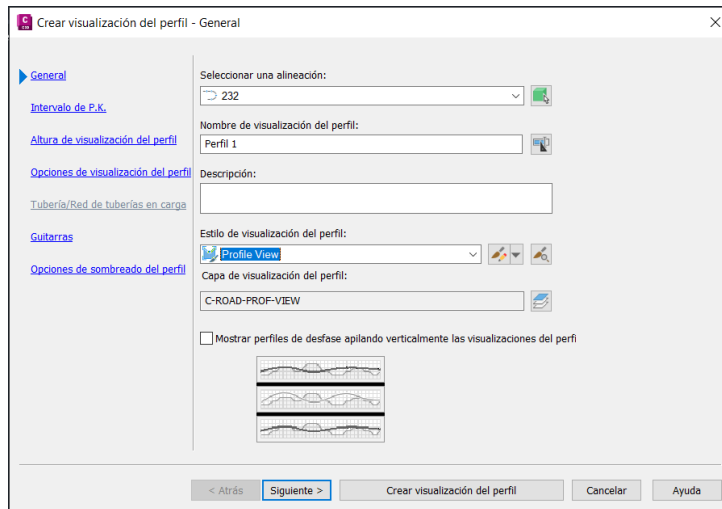 Crear visualización del perfil - General
General
Intervalo de P.K.
Altura de visualización del perfil
Opciones de visualización del perfil
Tubería/Red de tuberías en carga
Guitarras
Opciones de sombreado del perfil
Seleccionar una alineación:
232
Nombre de visualización del perfil:
Perfil 1
Descripción:
Estilo de visualización del perfil:
Profile View
Capa de visualización del perfil:
C-ROAD-PROF-VIEW
Mostrar perfiles de desfase apilando verticalmente las visualizaciones del perfi
< Atrás
Siguiente >
Crear visualización del perfil
Cancelar
Ayuda